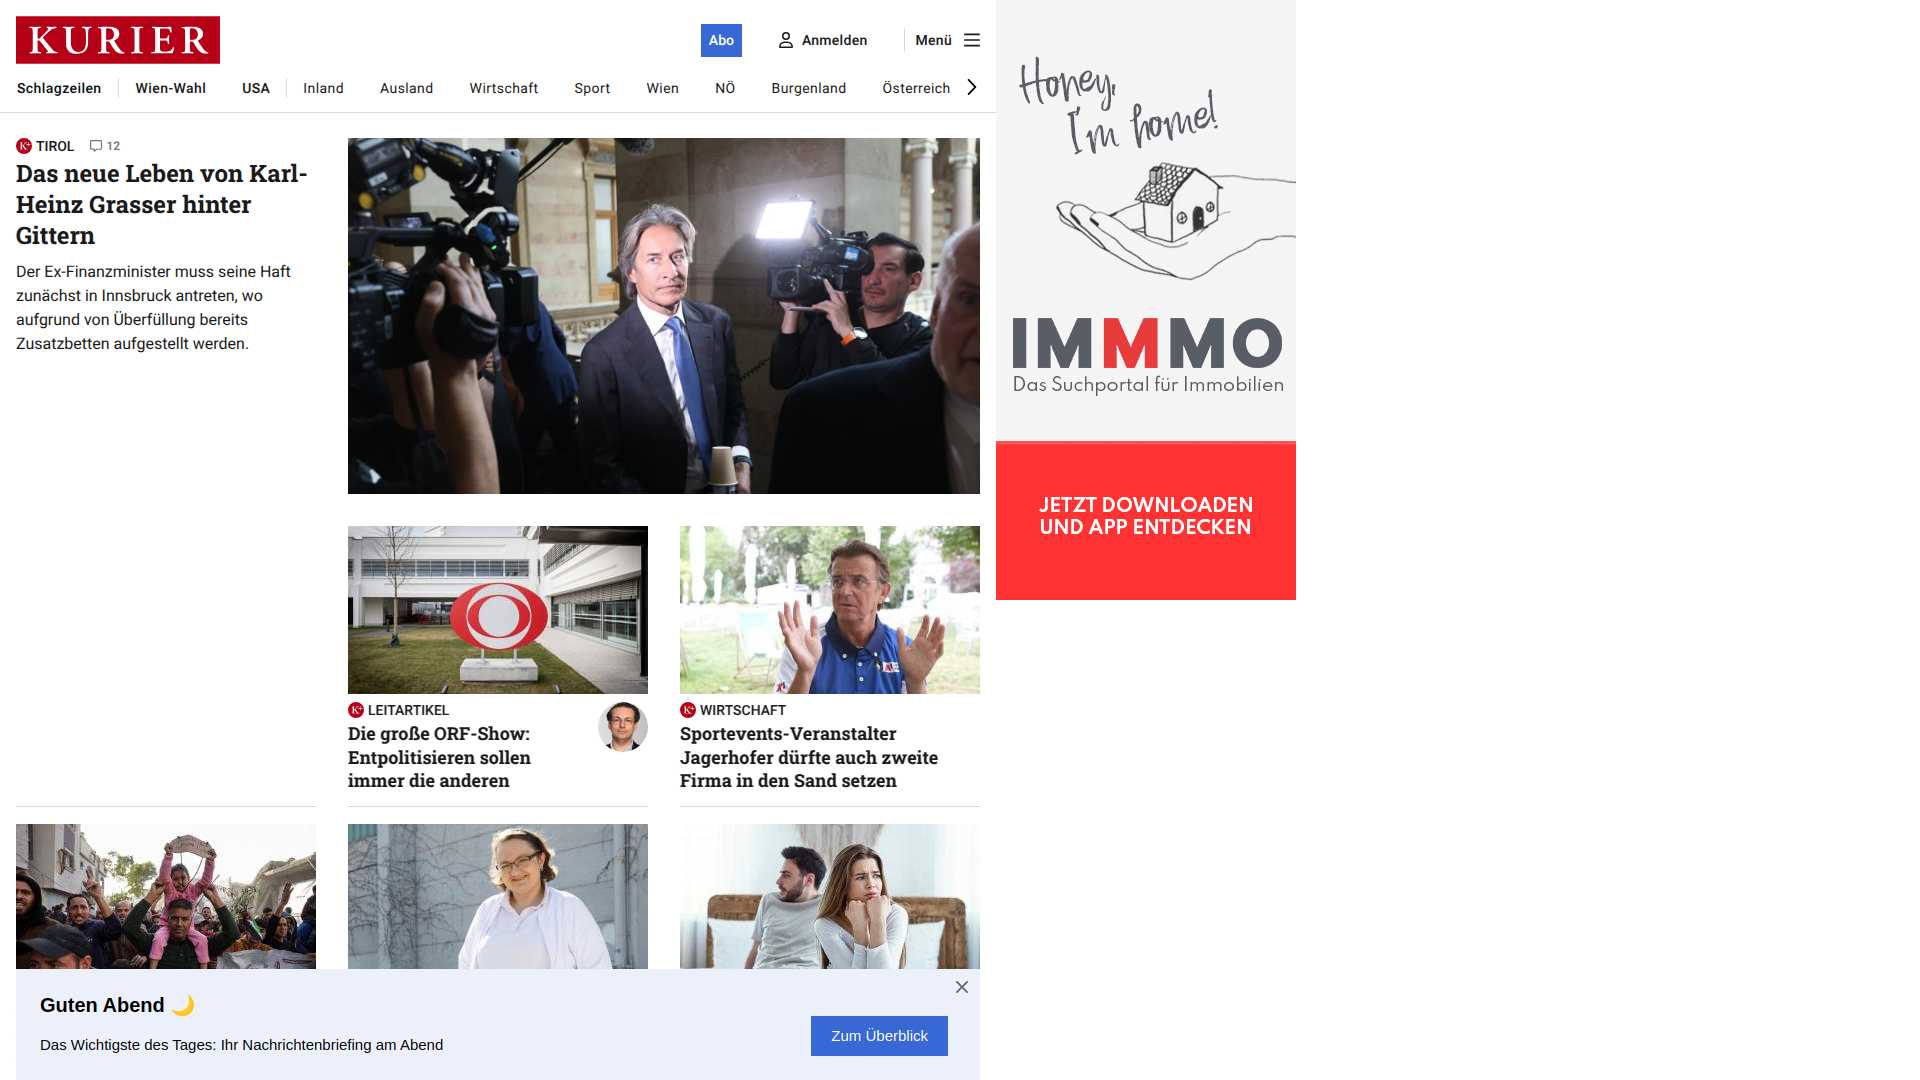 KURIER
Abo
Anmelden
Menü
Schlagzeilen
Wien-Wahl
USA
Inland
Ausland
Wirtschaft
Sport
Wien
NÖ
Burgenland
Österreich
K+ TIROL 12
Das neue Leben von Karl-
Heinz Grasser hinter
Gittern
Der Ex-Finanzminister muss seine Haft
zunächst in Innsbruck antreten, wo
aufgrund von Überfüllung bereits
Zusatzbetten aufgestellt werden.
K+ LEITARTIKEL
Die große ORF-Show:
Entpolitisieren sollen
immer die anderen
K+ WIRTSCHAFT
Sportevents-Veranstalter
Jagerhofer dürfte auch zweite
Firma in den Sand setzen
Guten Abend 🌙
Das Wichtigste des Tages: Ihr Nachrichtenbriefing am Abend
Zum Überblick
Honey,
I'm home!
IMMMO
Das Suchportal für Immobilien
JETZT DOWNLOADEN
UND APP ENTDECKEN